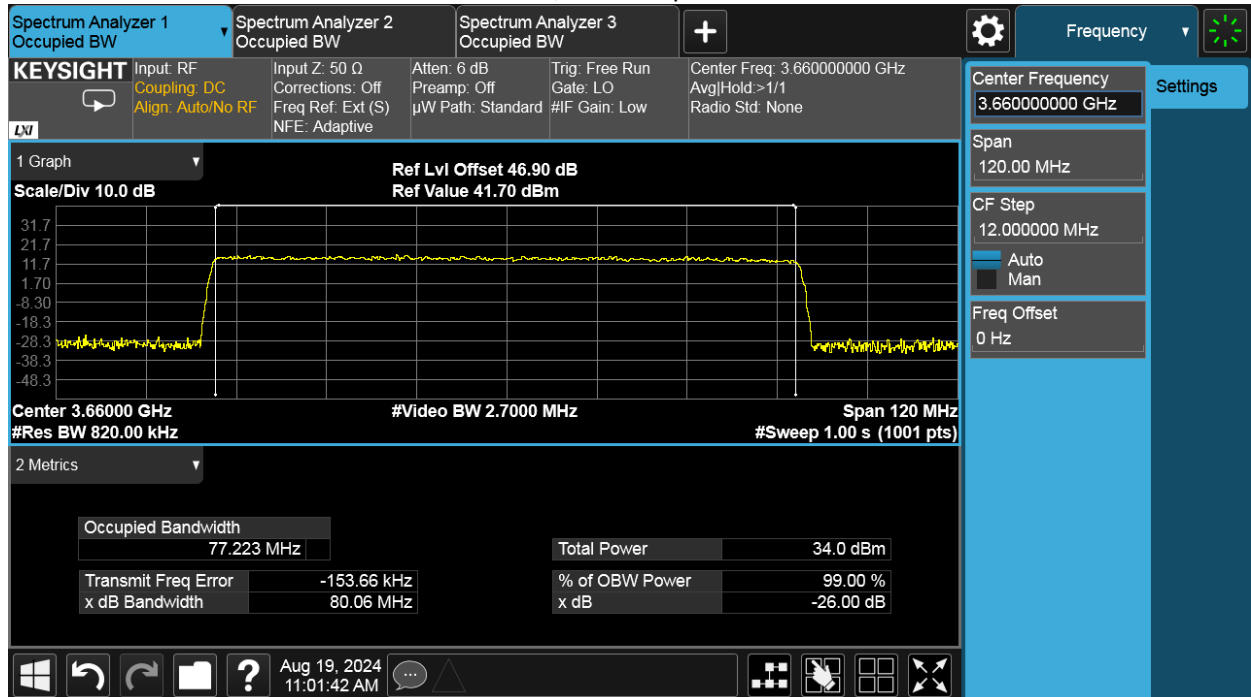 Spectrum Analyzer 1
Occupied BW
Spectrum Analyzer 2
Occupied BW
Spectrum Analyzer 3
Occupied BW
+
Frequency
KEYSIGHT
LXI
Input: RF
Coupling: DC
Align: Auto/No RF
Input Z: 50 Ω
Corrections: Off
Freq Ref: Ext (S)
NFE: Adaptive
Atten: 6 dB
Preamp: Off
µW Path: Standard
Trig: Free Run
Gate: LO
#IF Gain: Low
Center Freq: 3.660000000 GHz
Avg|Hold:>1/1
Radio Std: None
1 Graph
Scale/Div 10.0 dB
Ref Lvl Offset 46.90 dB
Ref Value 41.70 dBm
31.7
21.7
11.7
1.70
-8.30
-18.3
-28.3
-38.3
-48.3
Center 3.66000 GHz
#Res BW 820.00 kHz
#Video BW 2.7000 MHz
Span 120 MHz
#Sweep 1.00 s (1001 pts)
2 Metrics
Occupied Bandwidth
77.223 MHz
Total Power 34.0 dBm
Transmit Freq Error -153.66 kHz
% of OBW Power 99.00 %
x dB Bandwidth 80.06 MHz
x dB -26.00 dB
Center Frequency
3.660000000 GHz
Settings
Span
120.00 MHz
CF Step
12.000000 MHz
Auto
Man
Freq Offset
0 Hz
?
Aug 19, 2024
11:01:42 AM